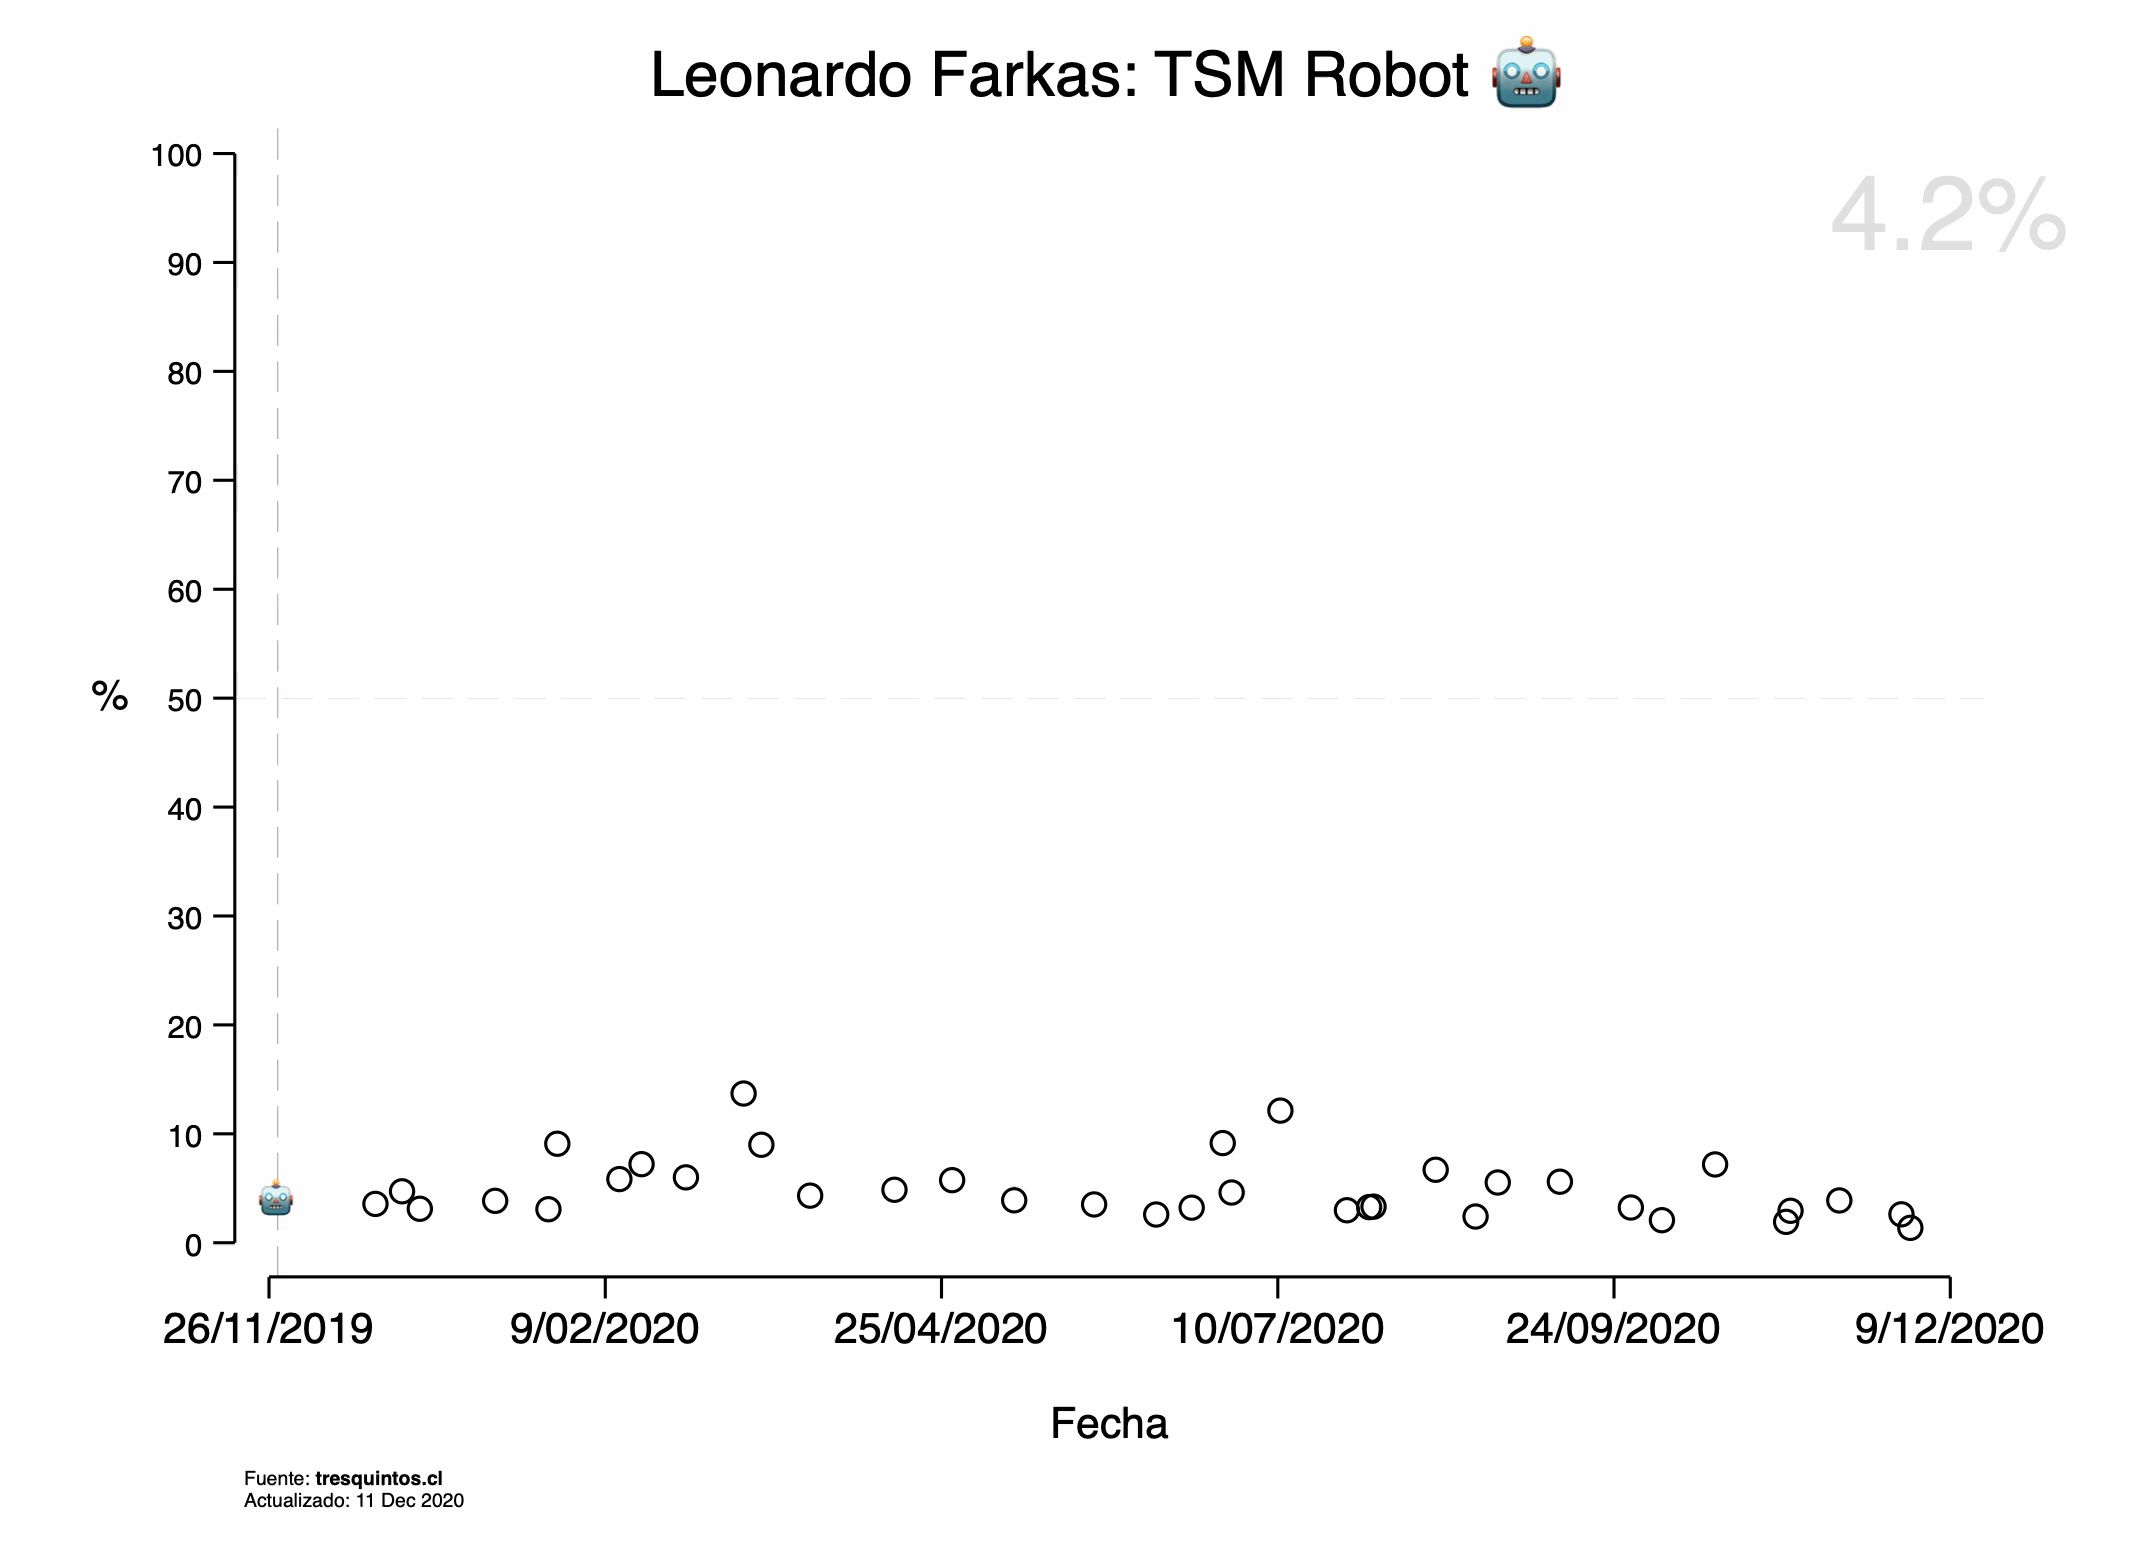 Leonardo Farkas: TSM Robot 🤖
4.2%
100
90
80
70
60
50
40
30
20
10
0
%
26/11/2019 9/02/2020 25/04/2020 10/07/2020 24/09/2020 9/12/2020
Fecha
Fuente: tresquintos.cl
Actualizado: 11 Dec 2020